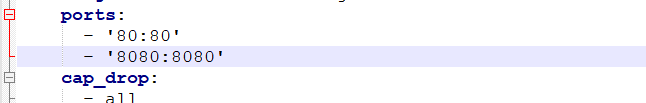 ports:
- '80:80'
- '8080:8080'
cap_drop:
- all